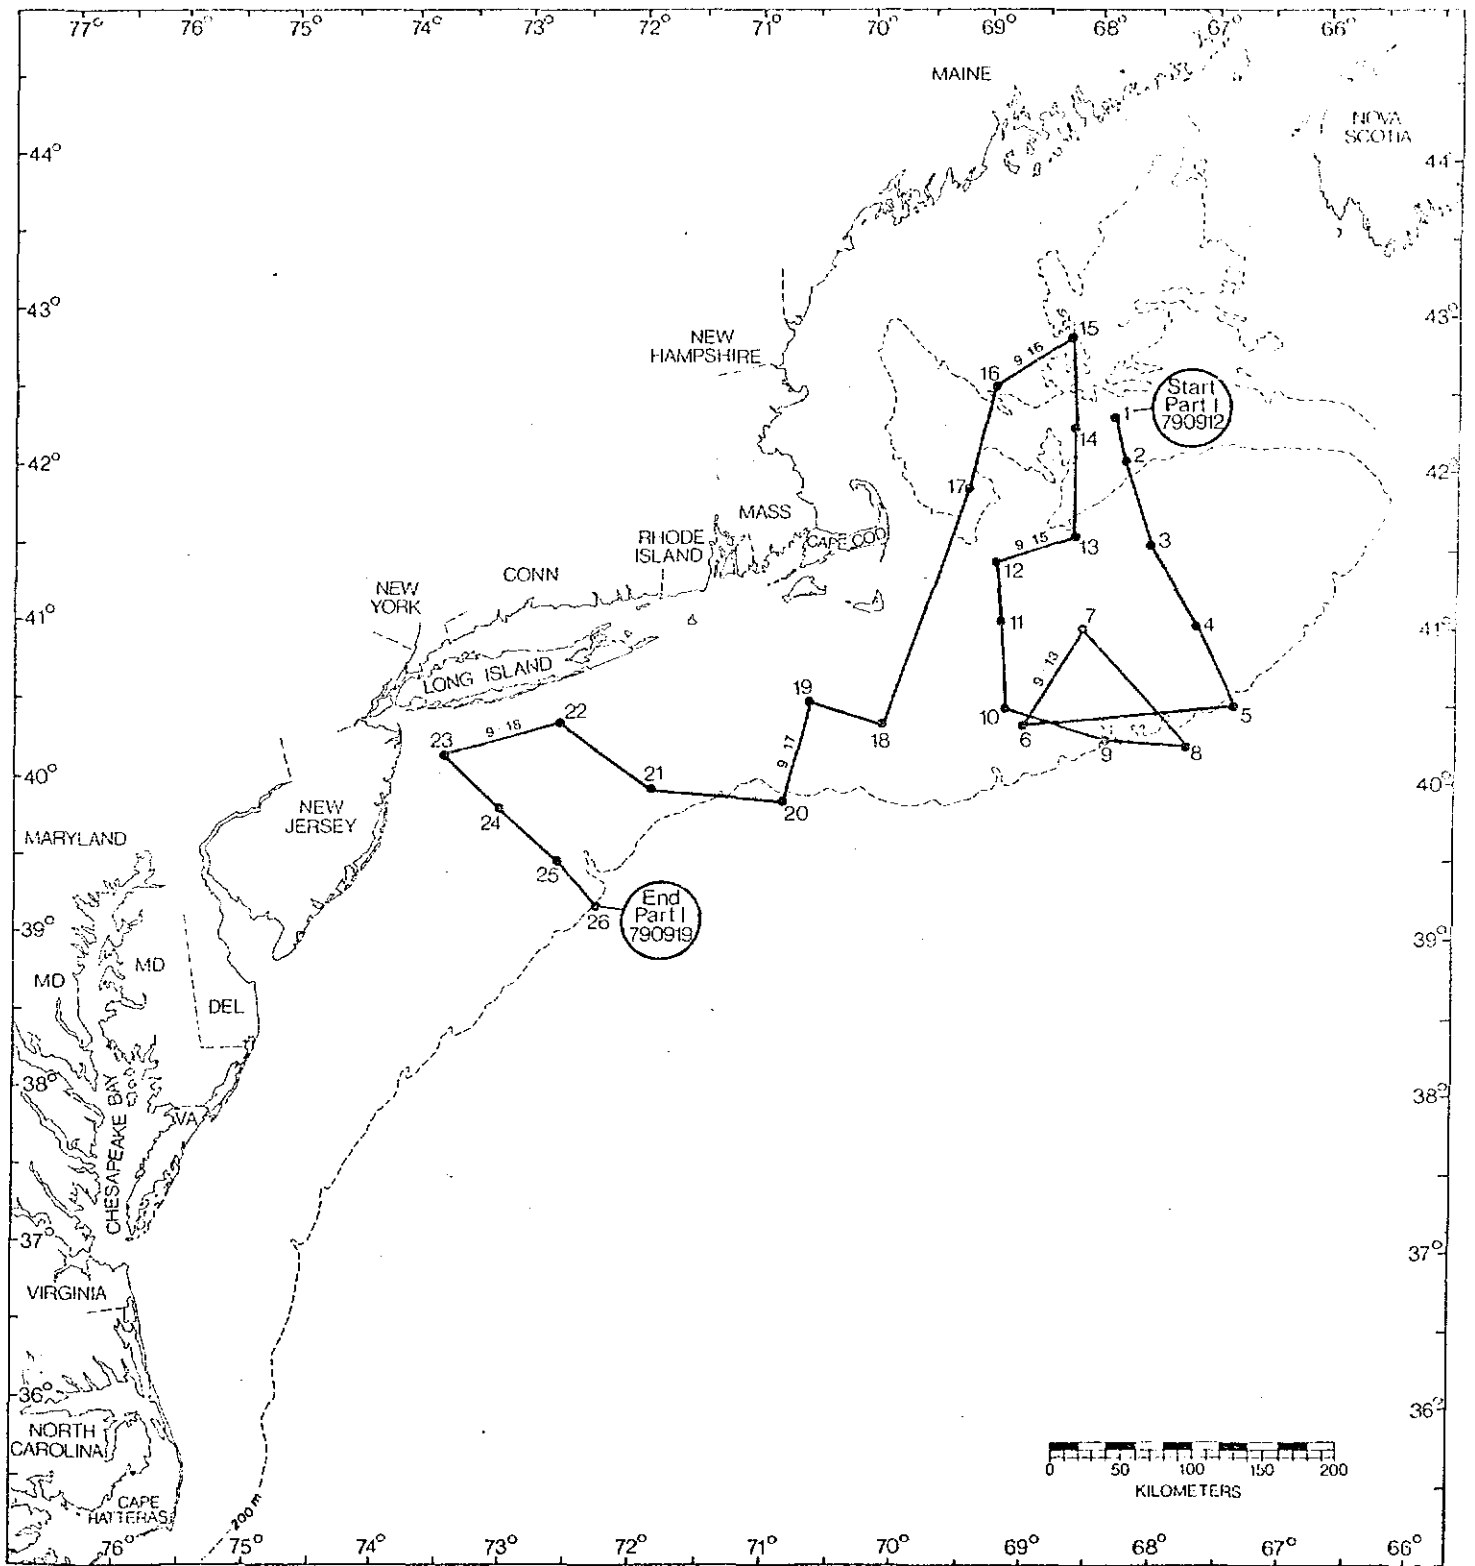 77° 76° 75° 74° 73° 72° 71° 70° 69° 68° 67° 66°
MAINE
NOVA
SCOTIA
44° 44°
43° 43°
NEW
HAMPSHIRE
15
9 16
16
Start
Part I
790912
1
14
2
42° 42°
17
MASS
RHODE
ISLAND
CAPE COD
13
9 15
12
3
CONN
NEW
YORK
41° 41°
11
7
4
LONG ISLAND
9 13
19
10
6
5
22
9 18
23
18
9 17
9
8
21
20
40° 40°
24
NEW
JERSEY
MARYLAND
25
End
Part I
790919
26
39° 39°
MD
MD
DEL
38° 38°
CHESAPEAKE BAY
VA
37° 37°
VIRGINIA
36° 36°
NORTH
CAROLINA
CAPE
HATTERAS
200 m
0 50 100 150 200
KILOMETERS
76° 75° 74° 73° 72° 71° 70° 69° 68° 67° 66°